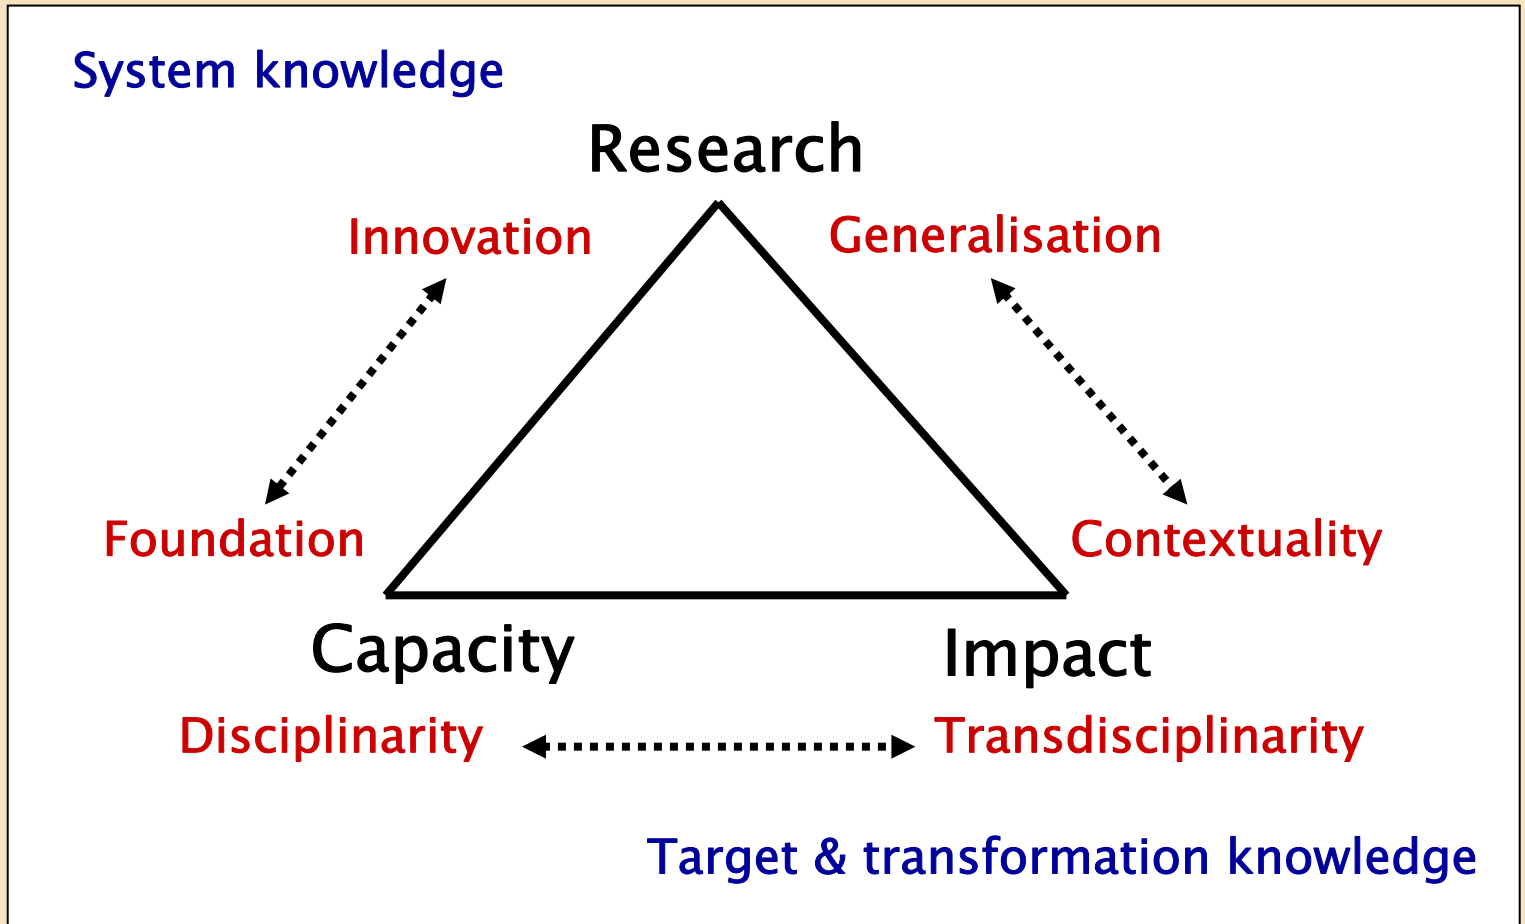 System knowledge
Research
Innovation
Generalisation
Foundation
Contextuality
Capacity
Impact
Disciplinarity
Transdisciplinarity
Target & transformation knowledge